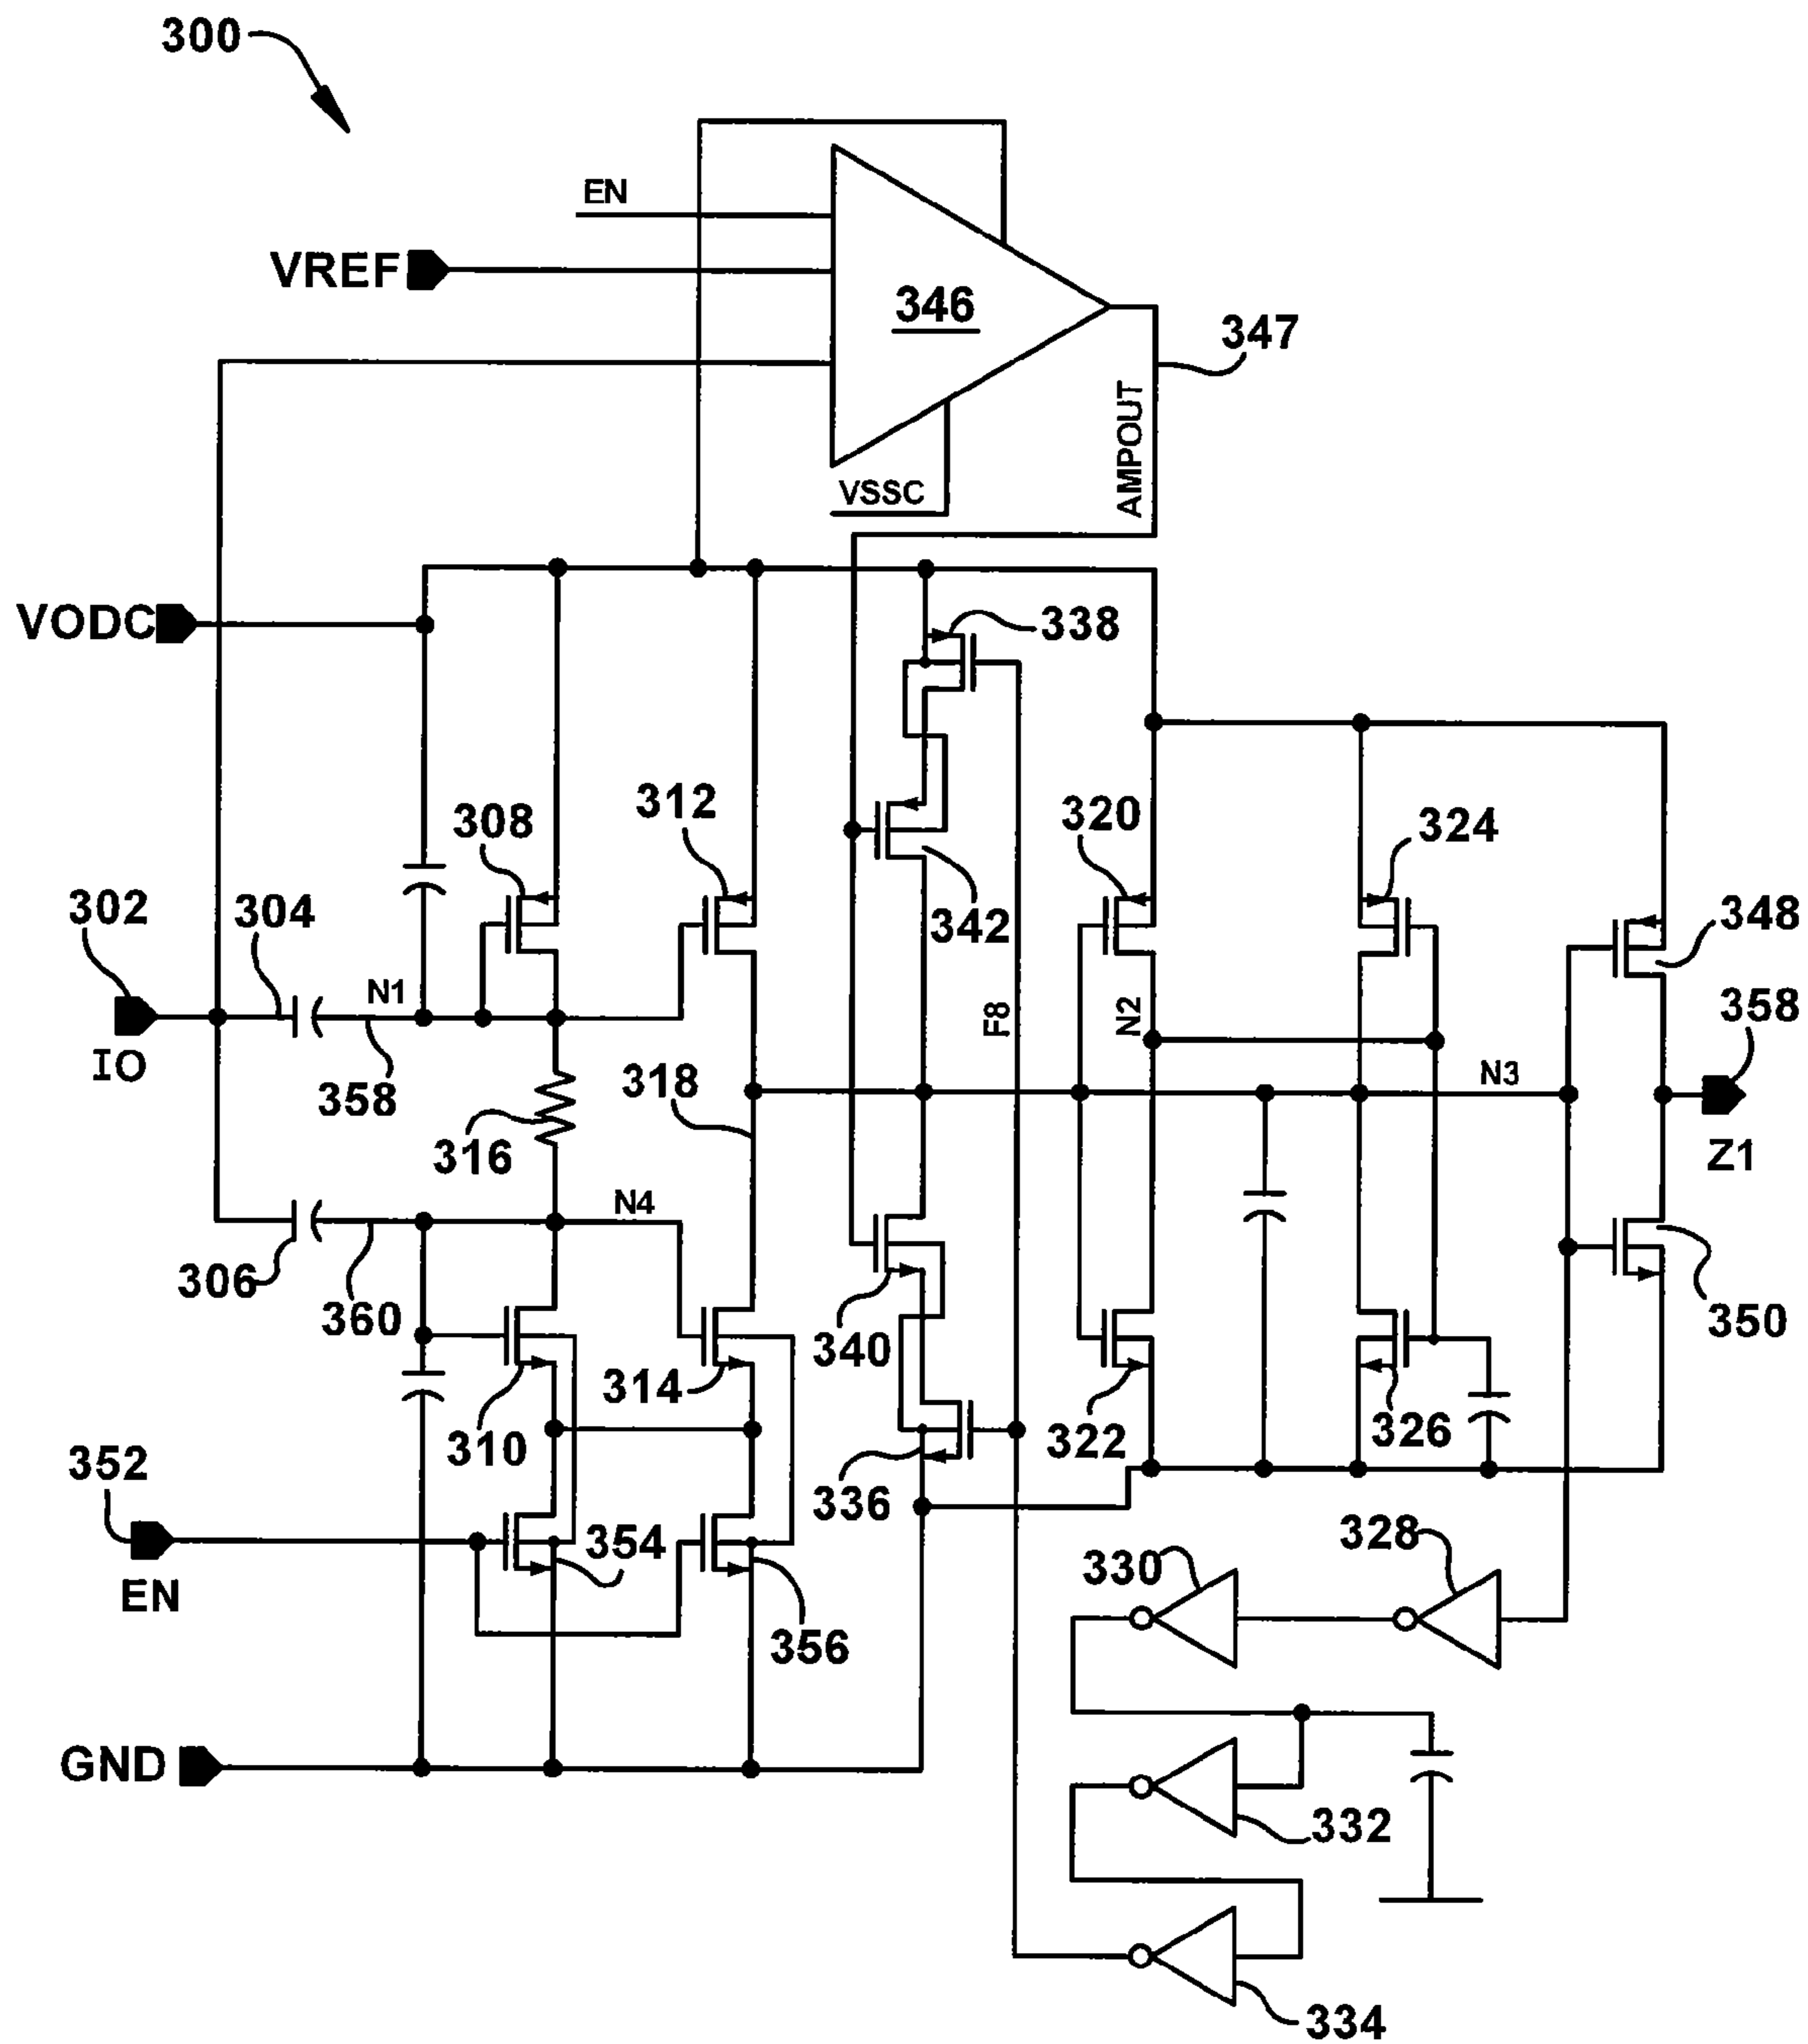 300
EN
VREF
346
347
AMPOUT
VSSC
VODC
338
308
312
320
324
342
348
302
304
N1
F8
N2
358
IO
358
318
N3
316
Z1
N4
306
360
340
350
314
310
322
326
352
336
354
328
330
EN
356
GND
332
334